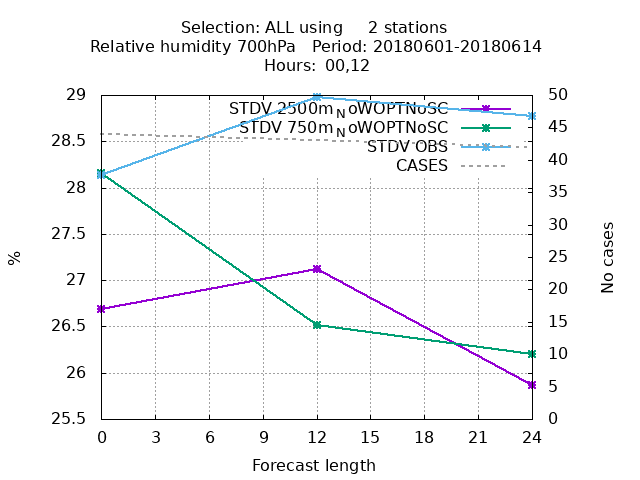 Selection: ALL using     2 stations
Relative humidity 700hPa   Period: 20180601-20180614
Hours: 00,12
29
28.5
28
27.5
27
26.5
26
25.5
%
50
45
40
35
30
25
20
15
10
5
0
No cases
STDV 2500m_NoWOPTNoSC
STDV 750m_NoWOPTNoSC
STDV OBS
CASES
0 3 6 9 12 15 18 21 24
Forecast length